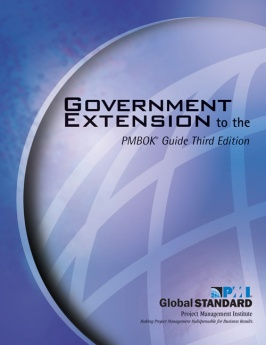 GOVERNMENT
EXTENSION to the
PMBOK® Guide Third Edition
PMI
Global STANDARD
Project Management Institute
Making Project Management Indispensable for Business Results